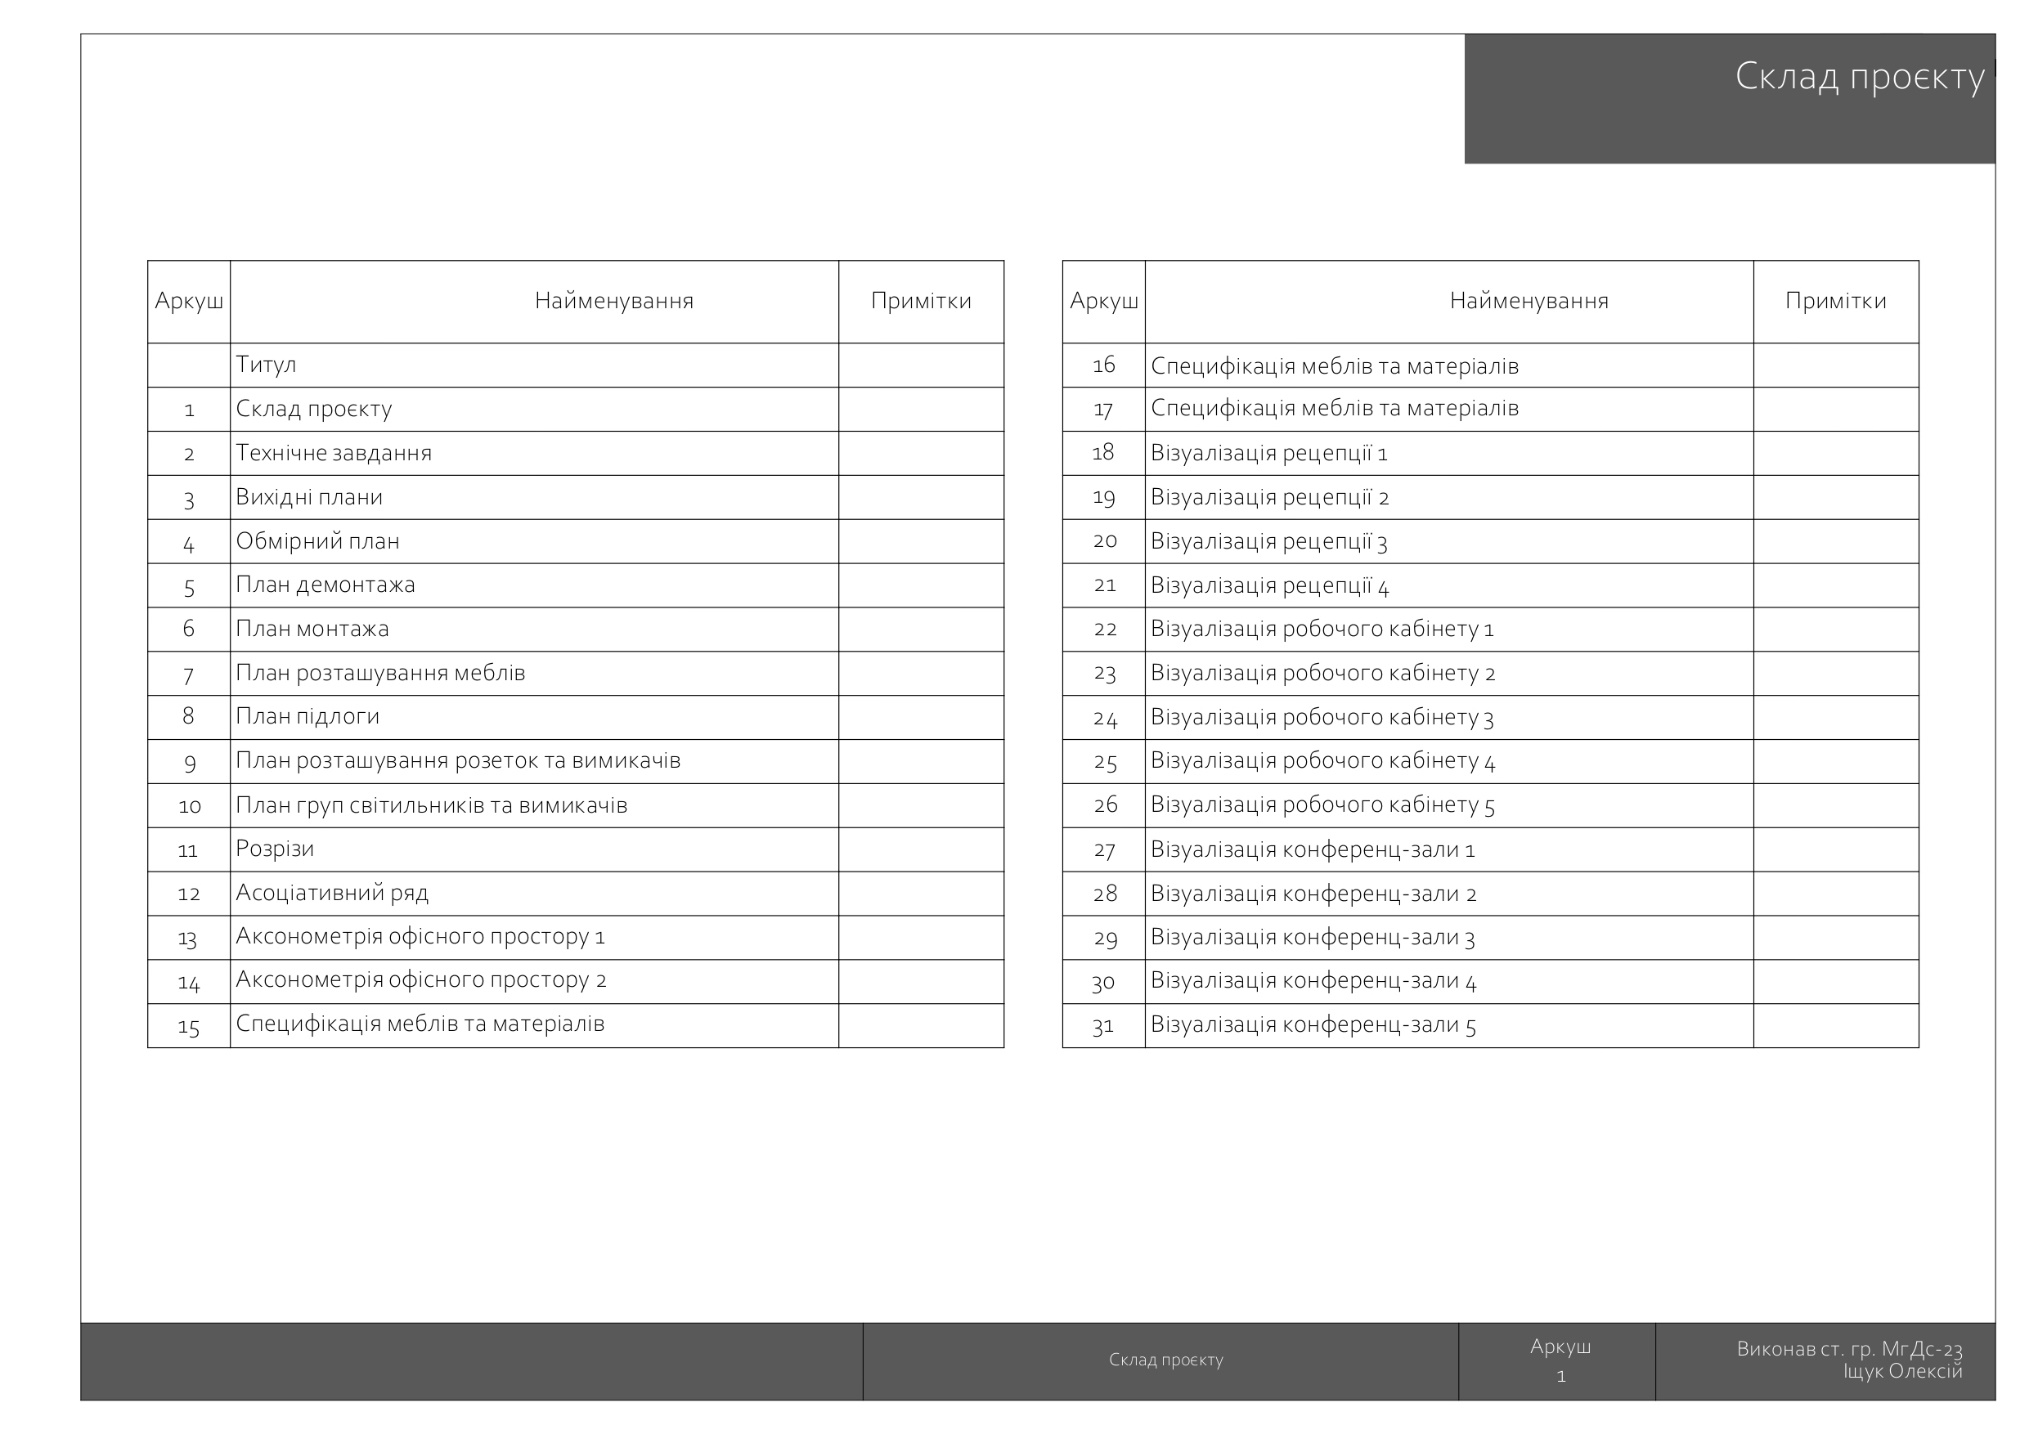 Склад проєкту
Аркуш Найменування Примітки
Титул
1 Склад проєкту
2 Технічне завдання
3 Вихідні плани
4 Обмірний план
5 План демонтажа
6 План монтажа
7 План розташування меблів
8 План підлоги
9 План розташування розеток та вимикачів
10 План груп світильників та вимикачів
11 Розрізи
12 Асоціативний ряд
13 Аксонометрія офісного простору 1
14 Аксонометрія офісного простору 2
15 Специфікація меблів та матеріалів
Аркуш Найменування Примітки
16 Специфікація меблів та матеріалів
17 Специфікація меблів та матеріалів
18 Візуалізація рецепції 1
19 Візуалізація рецепції 2
20 Візуалізація рецепції 3
21 Візуалізація рецепції 4
22 Візуалізація робочого кабінету 1
23 Візуалізація робочого кабінету 2
24 Візуалізація робочого кабінету 3
25 Візуалізація робочого кабінету 4
26 Візуалізація робочого кабінету 5
27 Візуалізація конференц-зали 1
28 Візуалізація конференц-зали 2
29 Візуалізація конференц-зали 3
30 Візуалізація конференц-зали 4
31 Візуалізація конференц-зали 5
Склад проєкту
Аркуш
1
Виконав ст. гр. МгДс-23
Іщук Олексій